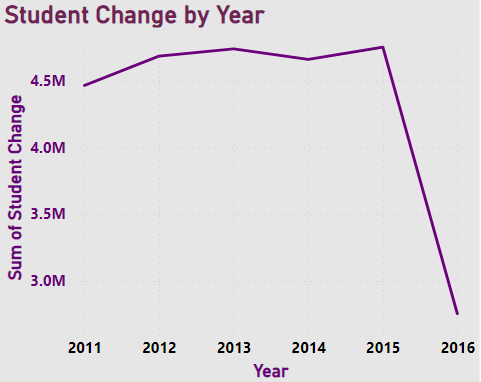 Student Change by Year
Sum of Student Change
4.5M
4.0M
3.5M
3.0M
2011 2012 2013 2014 2015 2016
Year